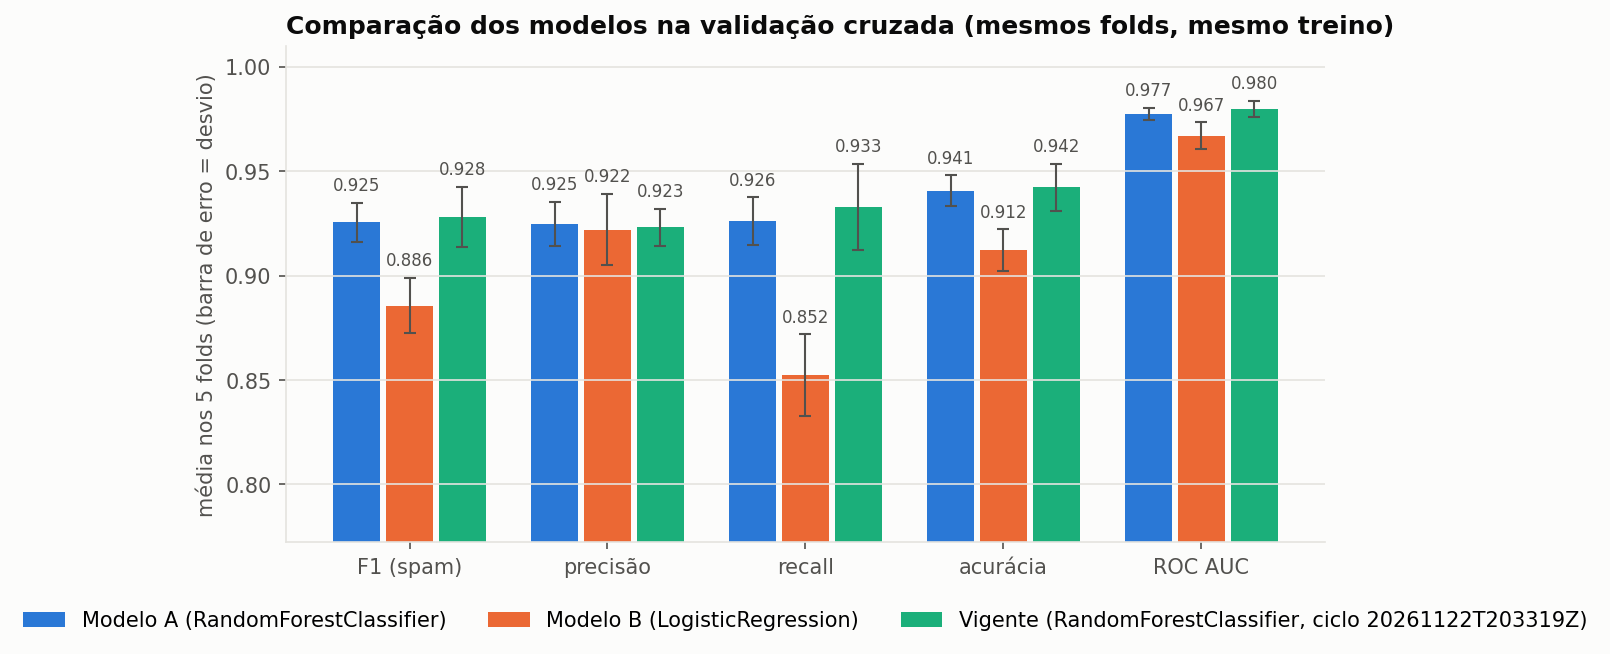 Comparação dos modelos na validação cruzada (mesmos folds, mesmo treino)
média nos 5 folds (barra de erro = desvio)
1.00
0.95
0.90
0.85
0.80
0.925
0.886
0.928
0.925
0.922
0.923
0.926
0.852
0.933
0.941
0.912
0.942
0.977
0.967
0.980
F1 (spam)
precisão
recall
acurácia
ROC AUC
Modelo A (RandomForestClassifier)
Modelo B (LogisticRegression)
Vigente (RandomForestClassifier, ciclo 20261122T203319Z)